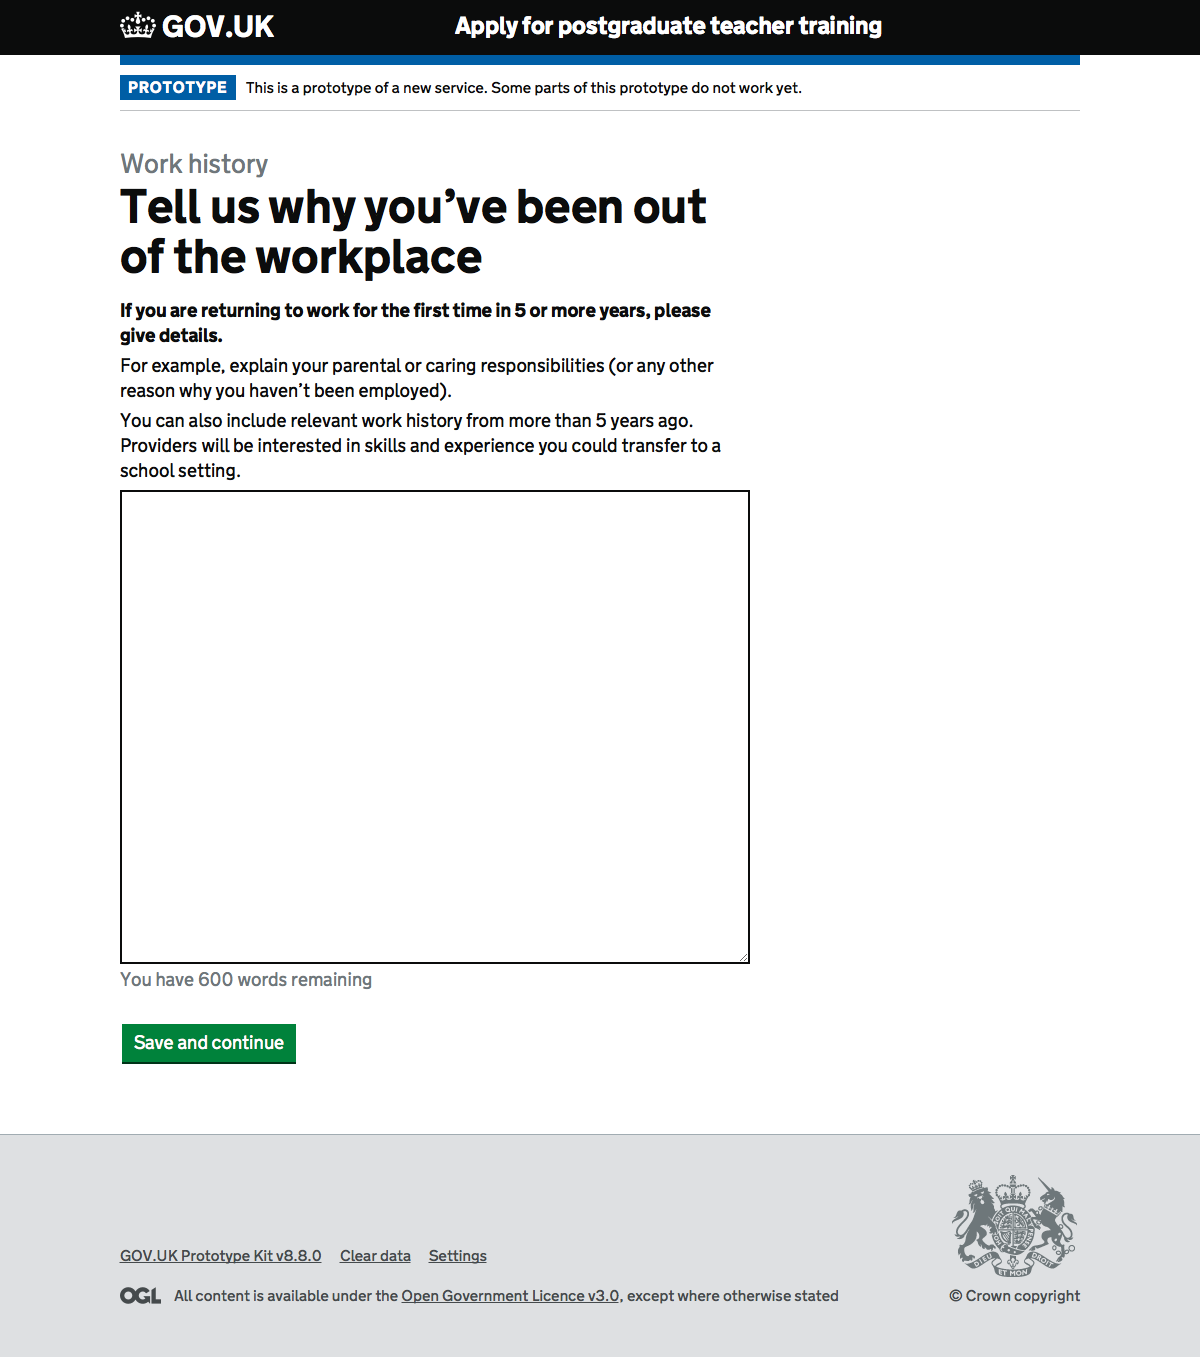 GOV.UK Apply for postgraduate teacher training
PROTOTYPE This is a prototype of a new service. Some parts of this prototype do not work yet.
Work history
Tell us why you’ve been out
of the workplace
If you are returning to work for the first time in 5 or more years, please
give details.
For example, explain your parental or caring responsibilities (or any other
reason why you haven’t been employed).
You can also include relevant work history from more than 5 years ago.
Providers will be interested in skills and experience you could transfer to a
school setting.
You have 600 words remaining
Save and continue
GOV.UK Prototype Kit v8.8.0 Clear data Settings
OGL All content is available under the Open Government Licence v3.0, except where otherwise stated
DIEU ET MON DROIT
© Crown copyright